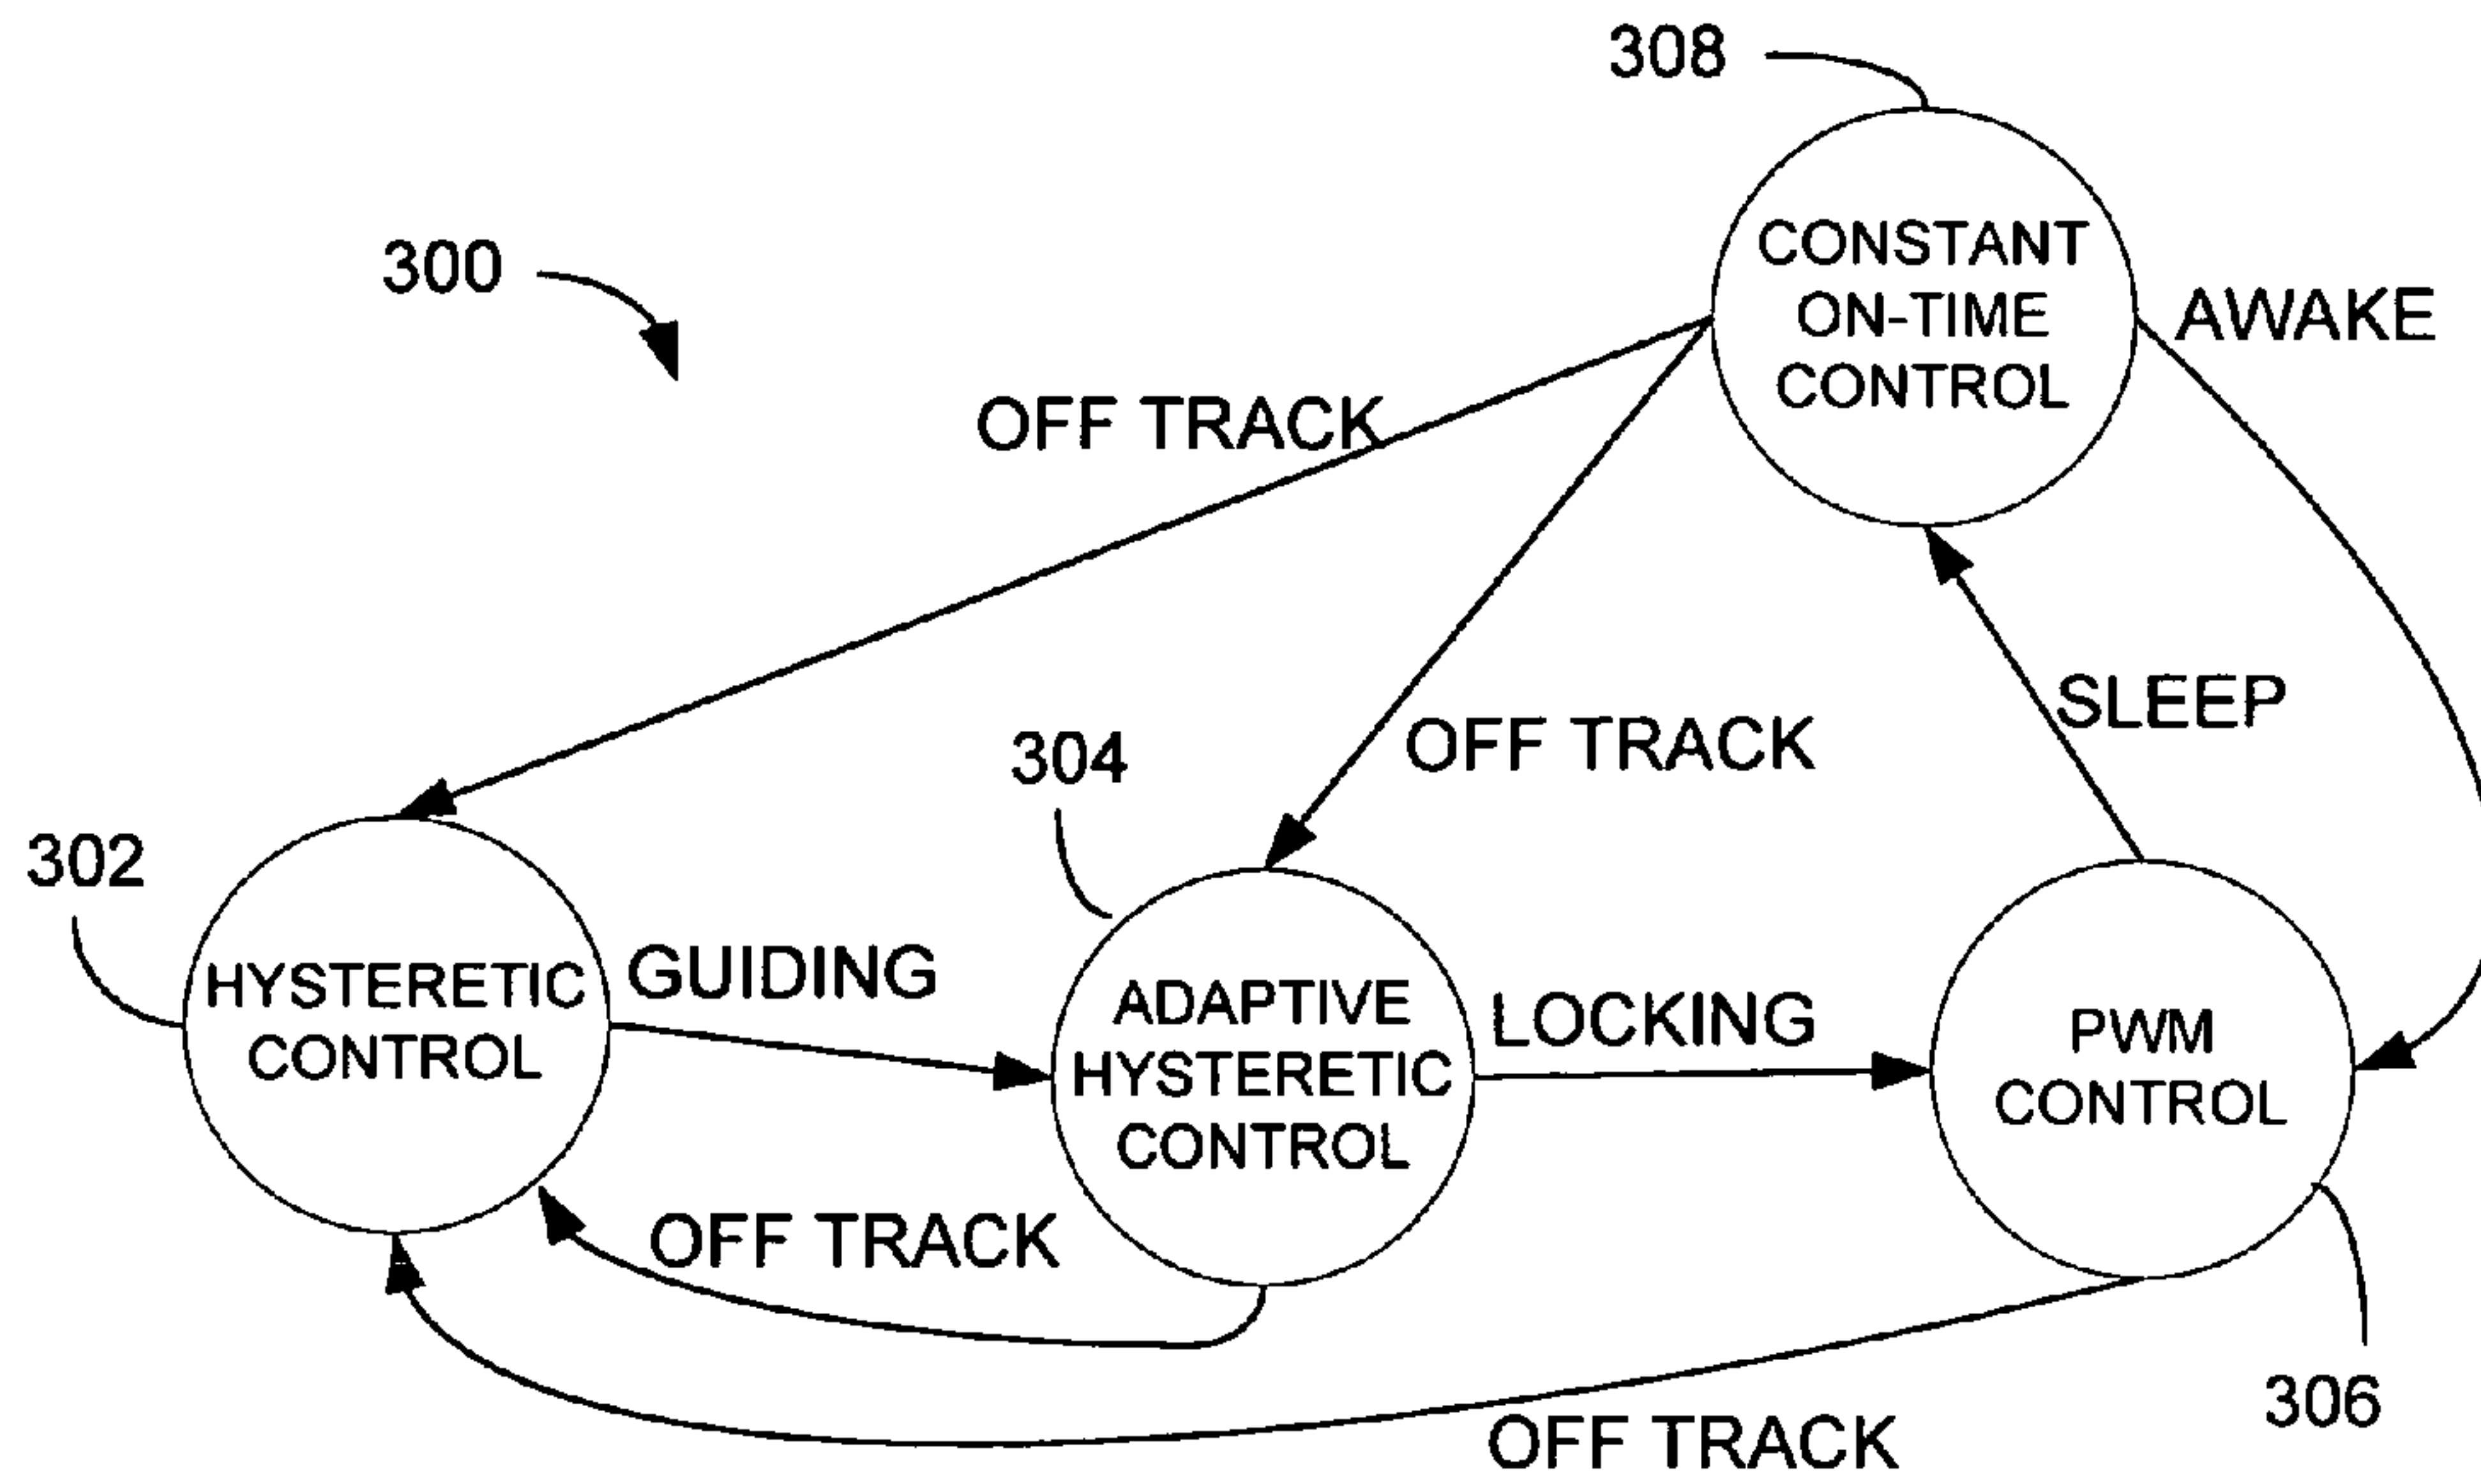 308
CONSTANT
ON-TIME
CONTROL
AWAKE
300
OFF TRACK
SLEEP
OFF TRACK
304
302
HYSTERETIC
CONTROL
GUIDING
ADAPTIVE
HYSTERETIC
CONTROL
LOCKING
PWM
CONTROL
OFF TRACK
306
OFF TRACK